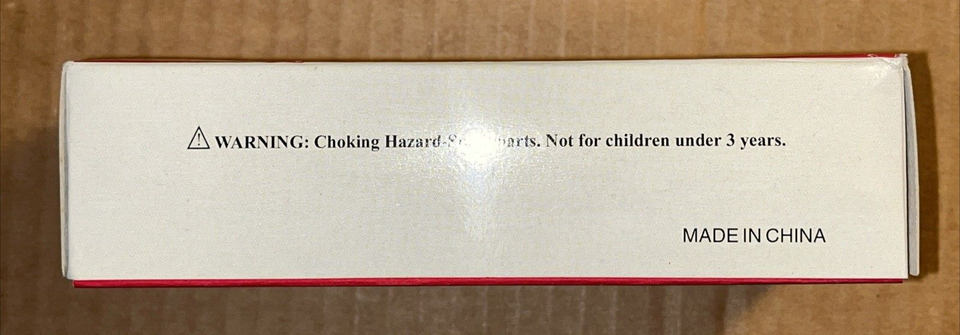 ⚠ WARNING: Choking Hazard- parts. Not for children under 3 years.
MADE IN CHINA